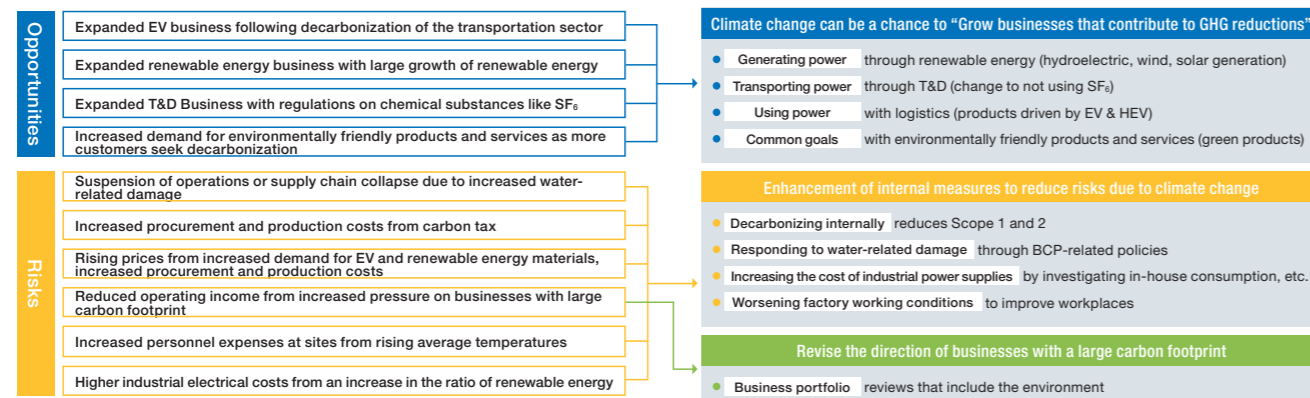 Opportunities
Expanded EV business following decarbonization of the transportation sector
Expanded renewable energy business with large growth of renewable energy
Expanded T&D Business with regulations on chemical substances like SF₆
Increased demand for environmentally friendly products and services as more
customers seek decarbonization
Climate change can be a chance to “Grow businesses that contribute to GHG reductions”
● Generating power through renewable energy (hydroelectric, wind, solar generation)
● Transporting power through T&D (change to not using SF₆)
● Using power with logistics (products driven by EV & HEV)
● Common goals with environmentally friendly products and services (green products)
Risks
Suspension of operations or supply chain collapse due to increased water-
related damage
Increased procurement and production costs from carbon tax
Rising prices from increased demand for EV and renewable energy materials,
increased procurement and production costs
Reduced operating income from increased pressure on businesses with large
carbon footprint
Increased personnel expenses at sites from rising average temperatures
Higher industrial electrical costs from an increase in the ratio of renewable energy
Enhancement of internal measures to reduce risks due to climate change
● Decarbonizing internally reduces Scope 1 and 2
● Responding to water-related damage through BCP-related policies
● Increasing the cost of industrial power supplies by investigating in-house consumption, etc.
● Worsening factory working conditions to improve workplaces
Revise the direction of businesses with a large carbon footprint
● Business portfolio reviews that include the environment